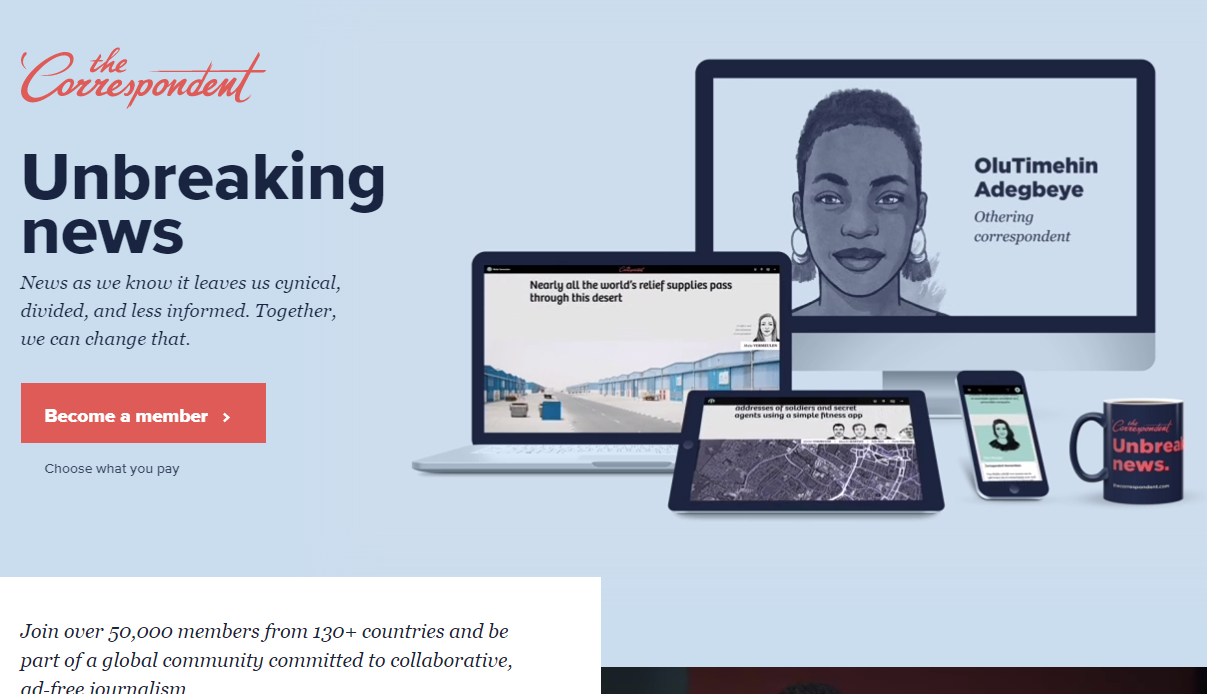 the
Correspondent
Unbreaking
news
News as we know it leaves us cynical,
divided, and less informed. Together,
we can change that.
Become a member
Choose what you pay
OluTimehin
Adegbeye
Othering
correspondent
Correspondent
Nearly all the world's relief supplies pass
through this desert
addresses of soldiers and secret
agents using a simple fitness app
the
Correspondent
Unbrea
news.
thecorrespondent.com
Join over 50,000 members from 130+ countries and be
part of a global community committed to collaborative,
ad-free journalism